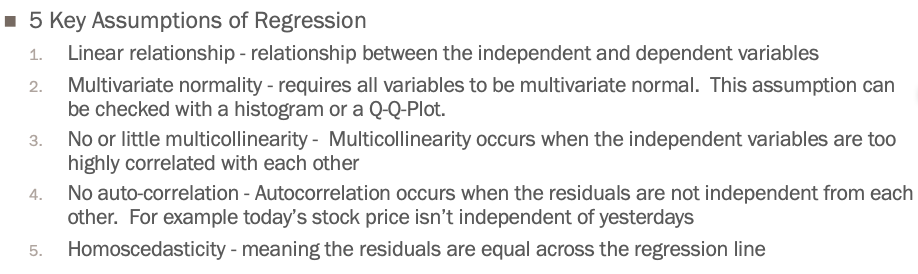 ■ 5 Key Assumptions of Regression
1. Linear relationship - relationship between the independent and dependent variables
2. Multivariate normality - requires all variables to be multivariate normal.  This assumption can
be checked with a histogram or a Q-Q-Plot.
3. No or little multicollinearity -  Multicollinearity occurs when the independent variables are too
highly correlated with each other
4. No auto-correlation - Autocorrelation occurs when the residuals are not independent from each
other.  For example today's stock price isn't independent of yesterdays
5. Homoscedasticity - meaning the residuals are equal across the regression line